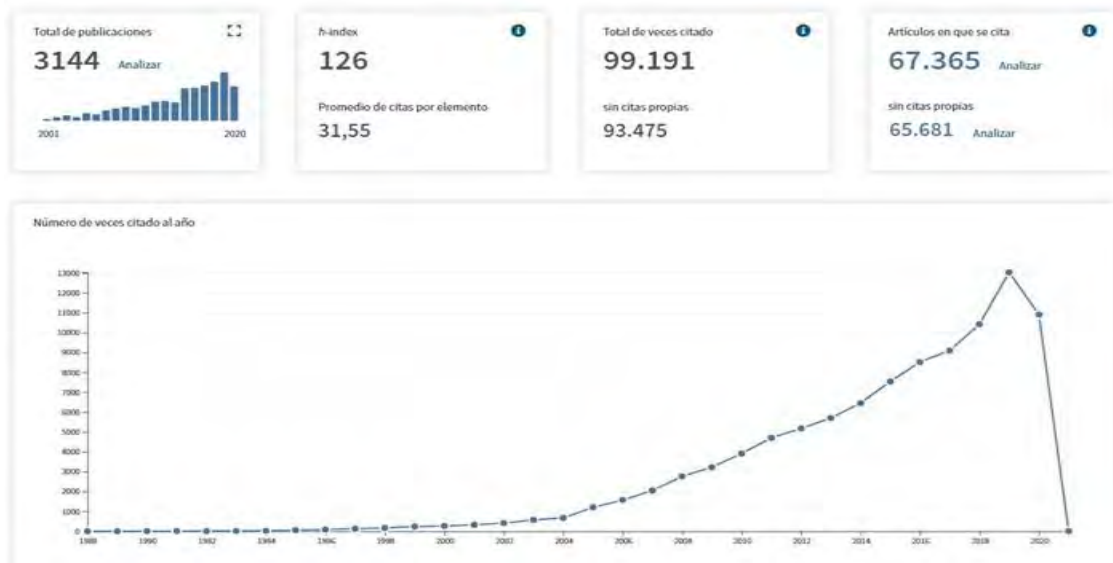 Total de publicaciones
3144 Analizar
2001 2020
h-index
126
Promedio de citas por elemento
31,55
Total de veces citado
99.191
sin citas propias
93.475
Artículos en que se cita
67.365 Analizar
sin citas propias
65.681 Analizar
Número de veces citado al año
13000
12000
11000
10000
9000
8000
7000
6000
5000
4000
3000
2000
1000
0
1988 1990 1992 1994 1996 1998 2000 2002 2004 2006 2008 2010 2012 2014 2016 2018 2020